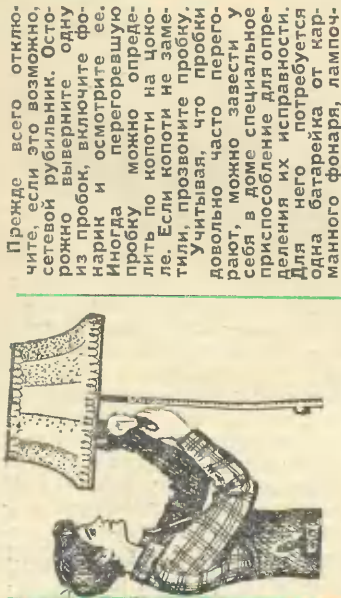 Прежде всего отклю-
чите, если это возможно,
сетевой рубильник. Осто-
рожно выверните одну
из пробок, включите фо-
нарик и осмотрите ее.
Иногда перегоревшую
пробку можно опреде-
лить по копоти на цоко-
ле. Если копоти не заме-
тили, прозвоните пробку.
Учитывая, что пробки
довольно часто перего-
рают, можно завести у
себя в доме специальное
приспособление для опре-
деления их исправности.
Для него потребуется
одна батарейка от кар-
манного фонаря, лампоч-